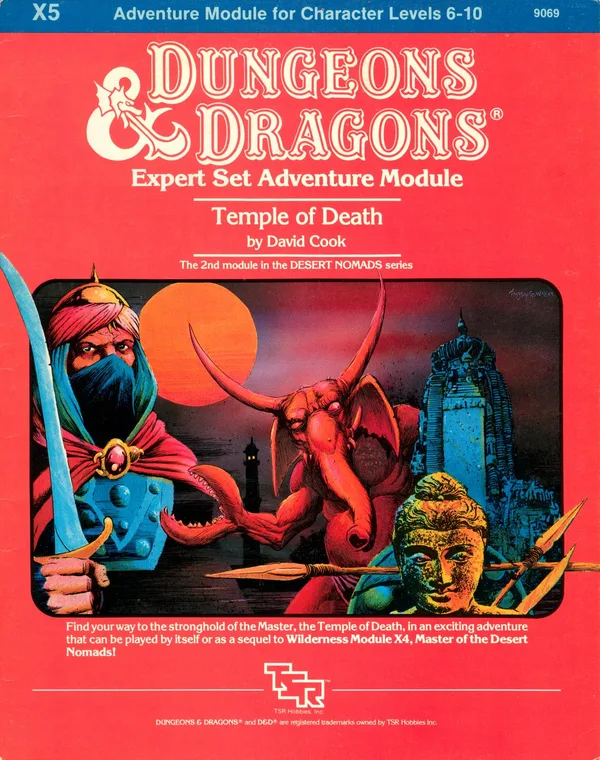 X5 Adventure Module for Character Levels 6-10 9069
DUNGEONS
& DRAGONS®
Expert Set Adventure Module
Temple of Death
by David Cook
The 2nd module in the DESERT NOMADS series
Find your way to the stronghold of the Master, the Temple of Death, in an exciting adventure
that can be played by itself or as a sequel to Wilderness Module X4, Master of the Desert
Nomads!
TSR™
TSR Hobbies, Inc.
DUNGEONS & DRAGONS® and D&D® are registered trademarks owned by TSR Hobbies Inc.